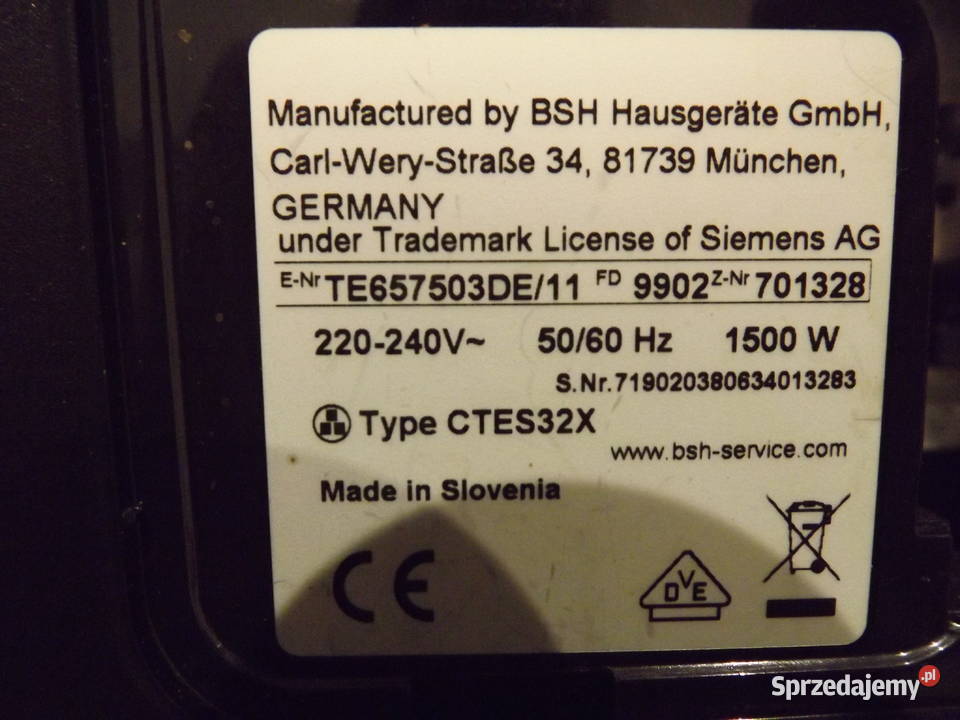 Manufactured by BSH Hausgeräte GmbH,
Carl-Wery-Straße 34, 81739 München,
GERMANY
under Trademark License of Siemens AG
E-Nr TE657503DE/11 FD 9902 Z-Nr 701328
220-240V~ 50/60 Hz 1500 W
S.Nr.719020380634013283
Type CTES32X
www.bsh-service.com
Made in Slovenia
CE
DVE
Sprzedajemy.pl